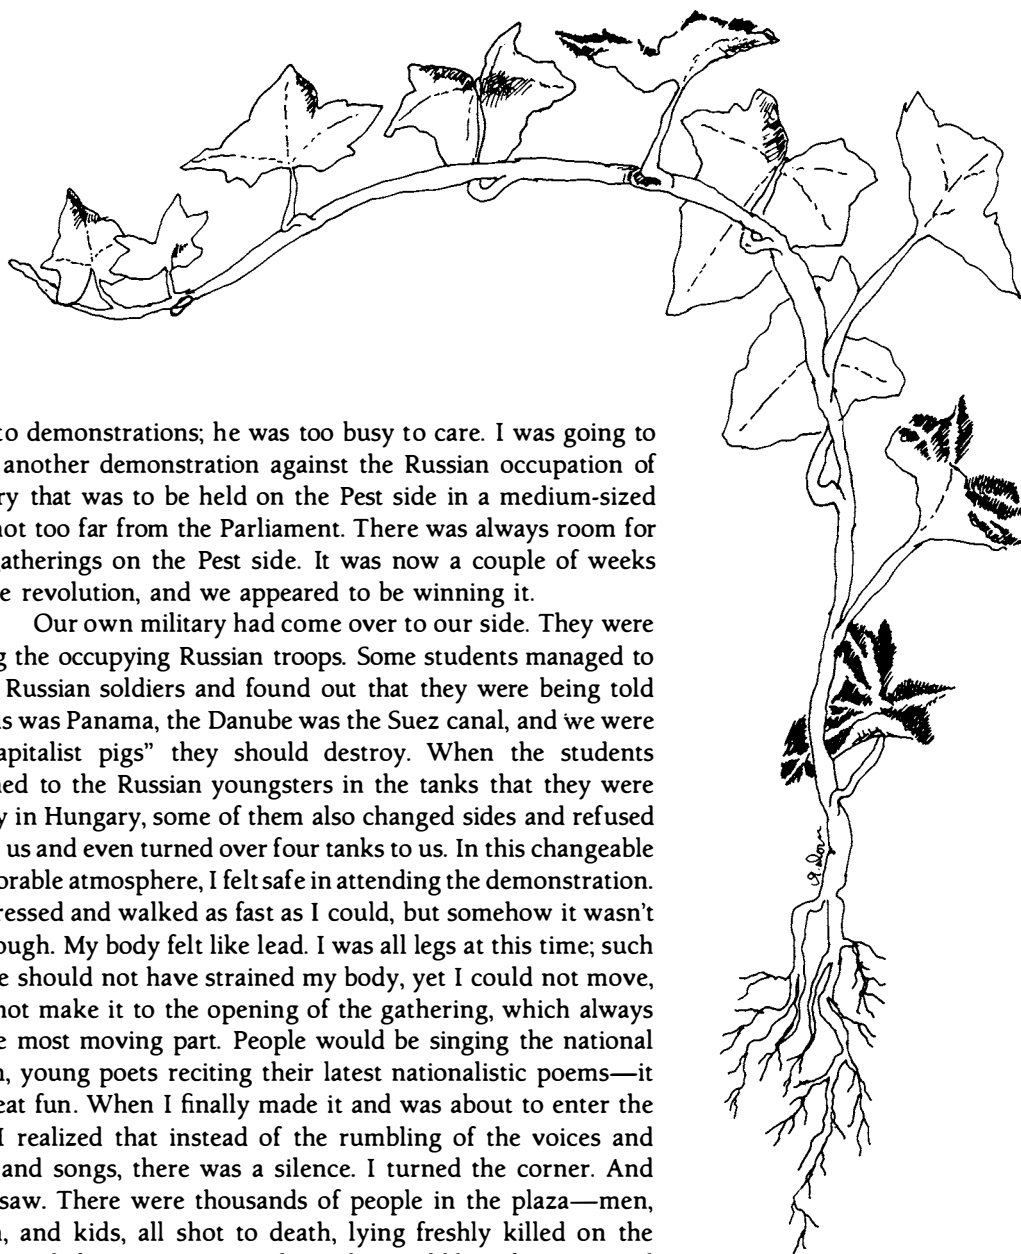 to demonstrations; he was too busy to care. I was going to
another demonstration against the Russian occupation of
ry that was to be held on the Pest side in a medium-sized
not too far from the Parliament. There was always room for
gatherings on the Pest side. It was now a couple of weeks
e revolution, and we appeared to be winning it.
Our own military had come over to our side. They were
g the occupying Russian troops. Some students managed to
Russian soldiers and found out that they were being told
is was Panama, the Danube was the Suez canal, and we were
apitalist pigs” they should destroy. When the students
ned to the Russian youngsters in the tanks that they were
y in Hungary, some of them also changed sides and refused
us and even turned over four tanks to us. In this changeable
orable atmosphere, I felt safe in attending the demonstration.
ressed and walked as fast as I could, but somehow it wasn't
ough. My body felt like lead. I was all legs at this time; such
e should not have strained my body, yet I could not move,
not make it to the opening of the gathering, which always
e most moving part. People would be singing the national
n, young poets reciting their latest nationalistic poems—it
eat fun. When I finally made it and was about to enter the
I realized that instead of the rumbling of the voices and
and songs, there was a silence. I turned the corner. And
saw. There were thousands of people in the plaza—men,
n, and kids, all shot to death, lying freshly killed on the